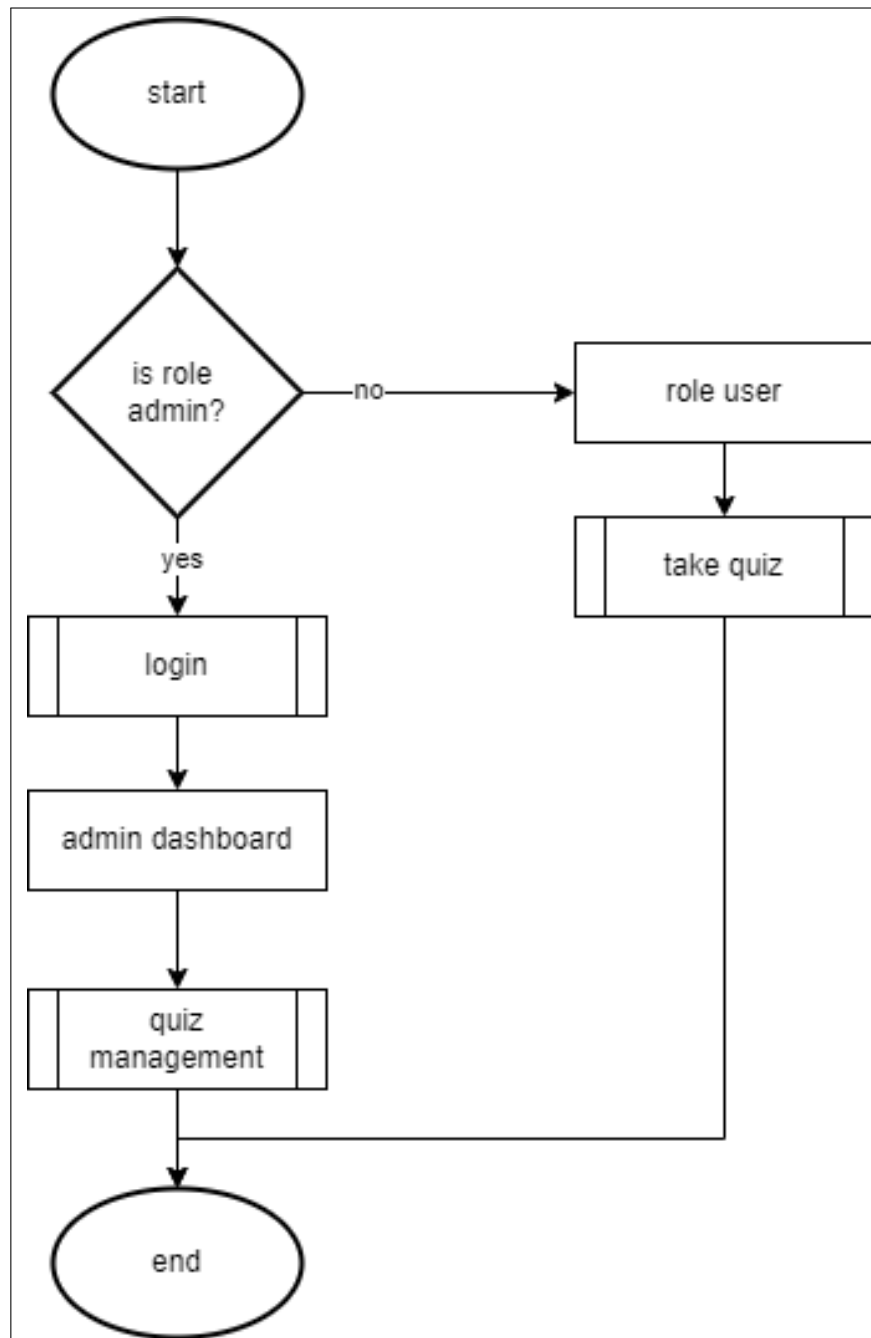 start
is role
admin?
no
role user
yes
take quiz
login
admin dashboard
quiz
management
end